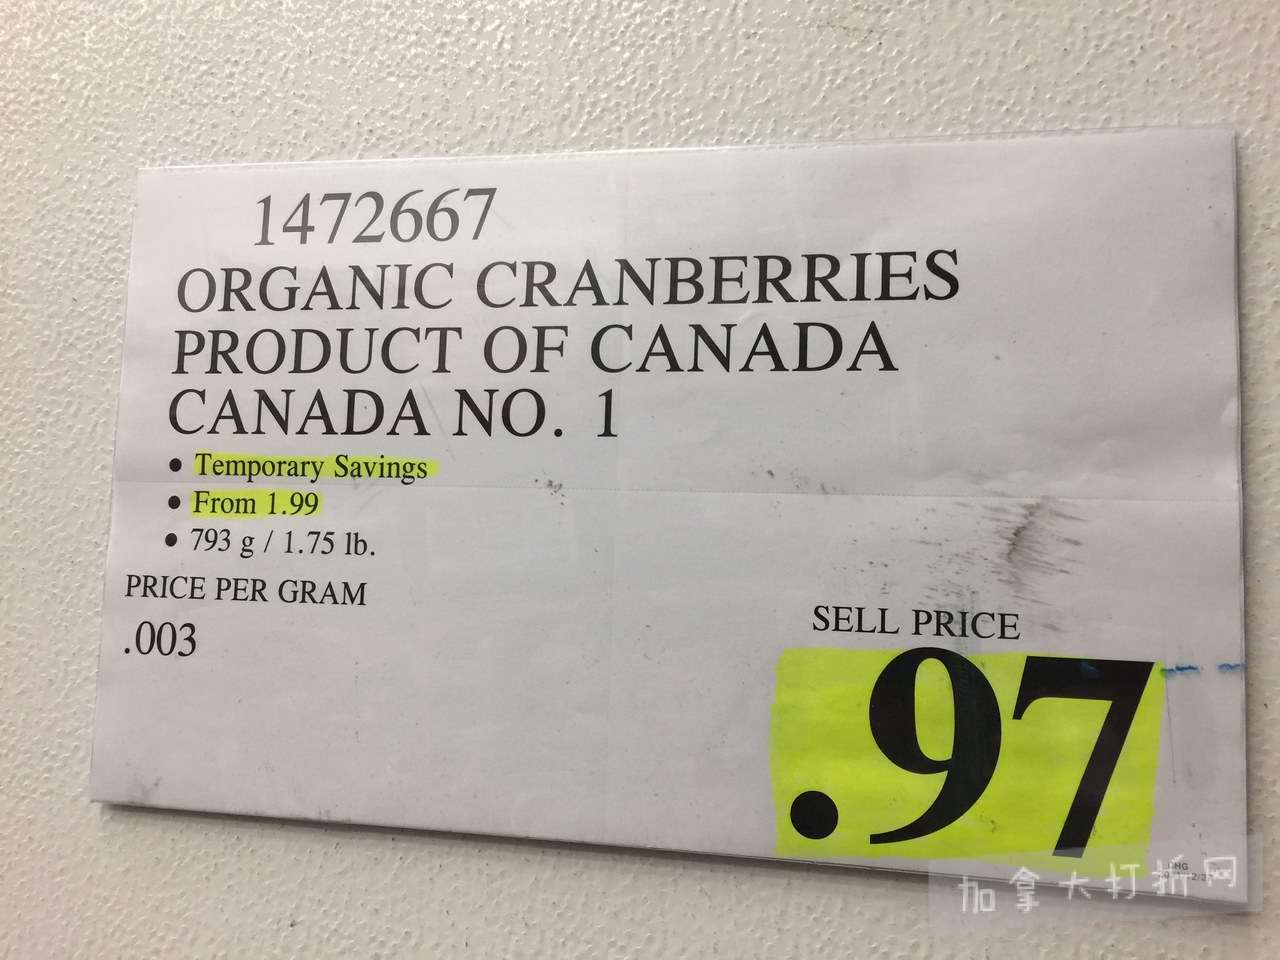 1472667
ORGANIC CRANBERRIES
PRODUCT OF CANADA
CANADA NO. 1
• Temporary Savings
• From 1.99
• 793 g / 1.75 lb.
PRICE PER GRAM
.003
SELL PRICE
.97
加拿大打折网